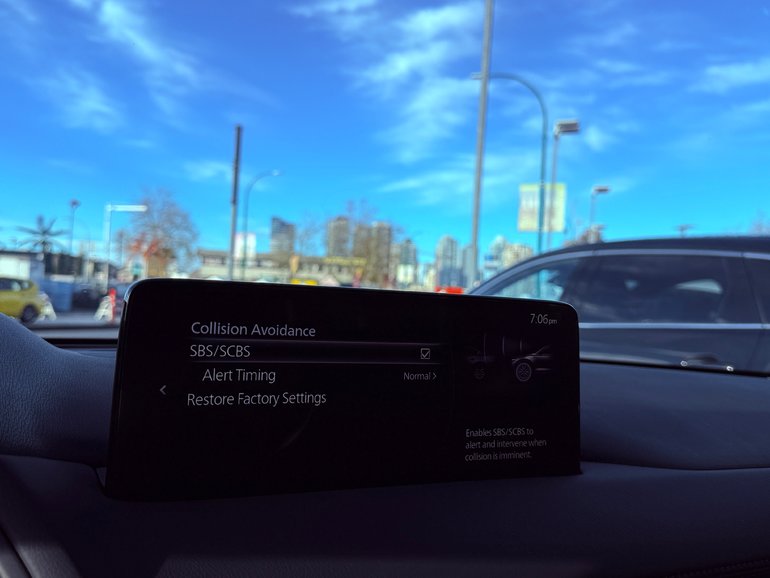 7:06pm
Collision Avoidance
SBS/SCBS
Alert Timing Normal
Restore Factory Settings
Enables SBS/SCBS to
alert and intervene when
collision is imminent.